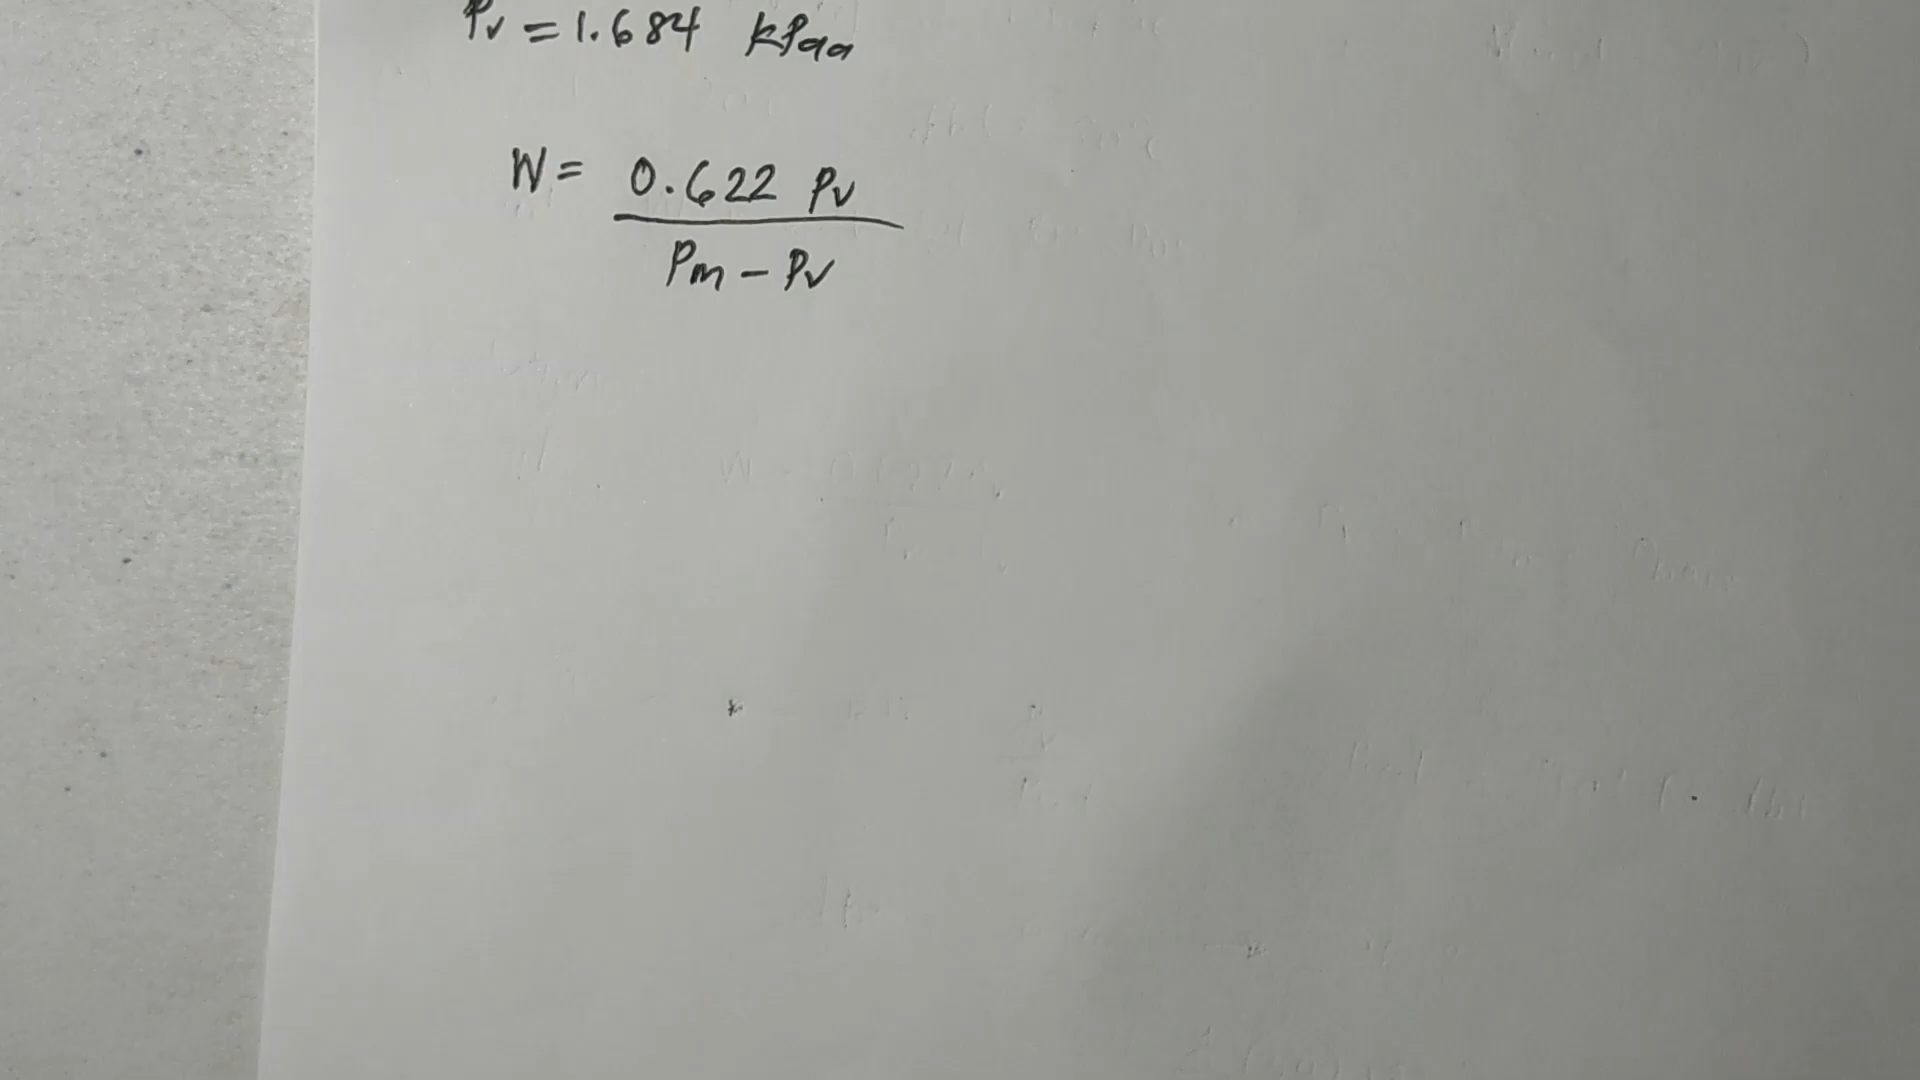 Pv = 1.684 kPaa
W = 0.622 Pv
Pm - Pv